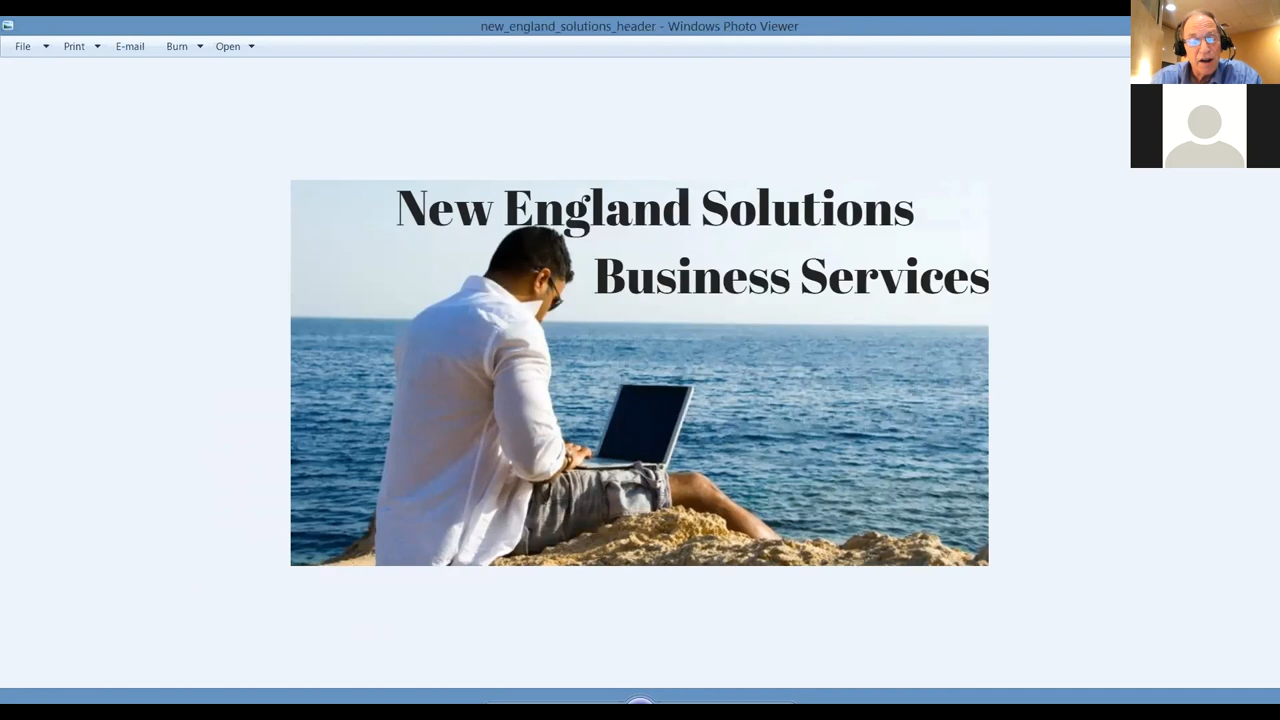 new_england_solutions_header - Windows Photo Viewer
File Print E-mail Burn Open
New England Solutions
Business Services